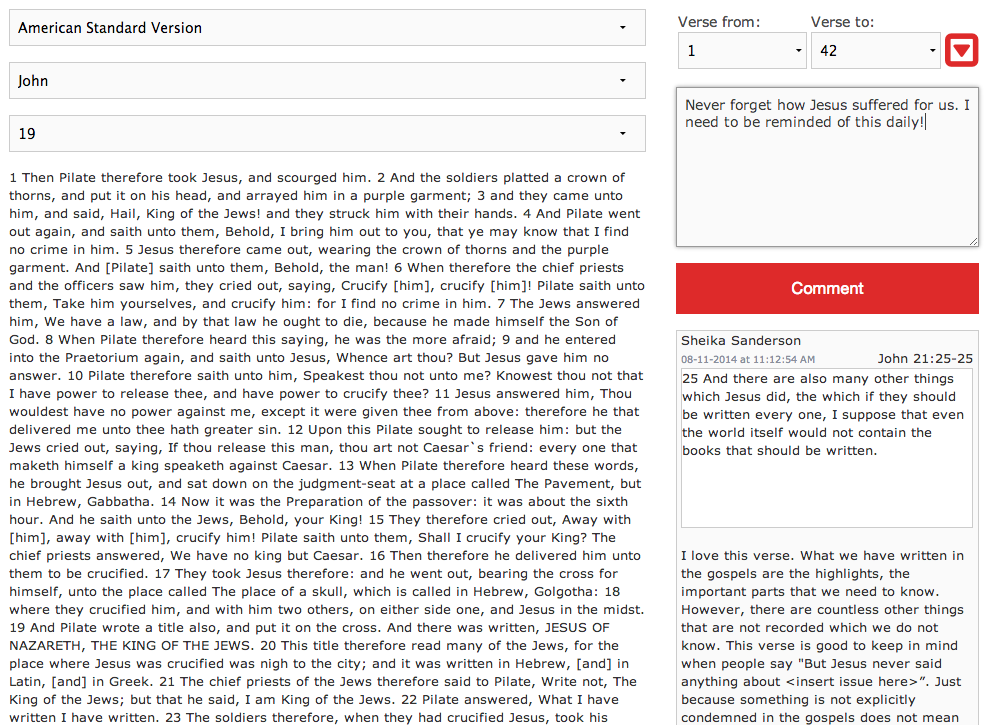 American Standard Version
John
19
1 Then Pilate therefore took Jesus, and scourged him. 2 And the soldiers platted a crown of
thorns, and put it on his head, and arrayed him in a purple garment; 3 and they came unto
him, and said, Hail, King of the Jews! and they struck him with their hands. 4 And Pilate went
out again, and saith unto them, Behold, I bring him out to you, that ye may know that I find
no crime in him. 5 Jesus therefore came out, wearing the crown of thorns and the purple
garment. And [Pilate] saith unto them, Behold, the man! 6 When therefore the chief priests
and the officers saw him, they cried out, saying, Crucify [him], crucify [him]! Pilate saith unto
them, Take him yourselves, and crucify him: for I find no crime in him. 7 The Jews answered
him, We have a law, and by that law he ought to die, because he made himself the Son of
God. 8 When Pilate therefore heard this saying, he was the more afraid; 9 and he entered
into the Praetorium again, and saith unto Jesus, Whence art thou? But Jesus gave him no
answer. 10 Pilate therefore saith unto him, Speakest thou not unto me? Knowest thou not that
I have power to release thee, and have power to crucify thee? 11 Jesus answered him, Thou
wouldest have no power against me, except it were given thee from above: therefore he that
delivered me unto thee hath greater sin. 12 Upon this Pilate sought to release him: but the
Jews cried out, saying, If thou release this man, thou art not Caesar`s friend: every one that
maketh himself a king speaketh against Caesar. 13 When Pilate therefore heard these words,
he brought Jesus out, and sat down on the judgment-seat at a place called The Pavement, but
in Hebrew, Gabbatha. 14 Now it was the Preparation of the passover: it was about the sixth
hour. And he saith unto the Jews, Behold, your King! 15 They therefore cried out, Away with
[him], away with [him], crucify him! Pilate saith unto them, Shall I crucify your King? The
chief priests answered, We have no king but Caesar. 16 Then therefore he delivered him unto
them to be crucified. 17 They took Jesus therefore: and he went out, bearing the cross for
himself, unto the place called The place of a skull, which is called in Hebrew, Golgotha: 18
where they crucified him, and with him two others, on either side one, and Jesus in the midst.
19 And Pilate wrote a title also, and put it on the cross. And there was written, JESUS OF
NAZARETH, THE KING OF THE JEWS. 20 This title therefore read many of the Jews, for the
place where Jesus was crucified was nigh to the city; and it was written in Hebrew, [and] in
Latin, [and] in Greek. 21 The chief priests of the Jews therefore said to Pilate, Write not, The
King of the Jews; but that he said, I am King of the Jews. 22 Pilate answered, What I have
written I have written. 23 The soldiers therefore, when they had crucified Jesus, took his
Verse from: Verse to:
1 42
Never forget how Jesus suffered for us. I
need to be reminded of this daily!
Comment
Sheika Sanderson
08-11-2014 at 11:12:54 AM John 21:25-25
25 And there are also many other things
which Jesus did, the which if they should
be written every one, I suppose that even
the world itself would not contain the
books that should be written.
I love this verse. What we have written in
the gospels are the highlights, the
important parts that we need to know.
However, there are countless other things
that are not recorded which we do not
know. This verse is good to keep in mind
when people say "But Jesus never said
anything about <insert issue here>”. Just
because something is not explicitly
condemned in the gospels does not mean